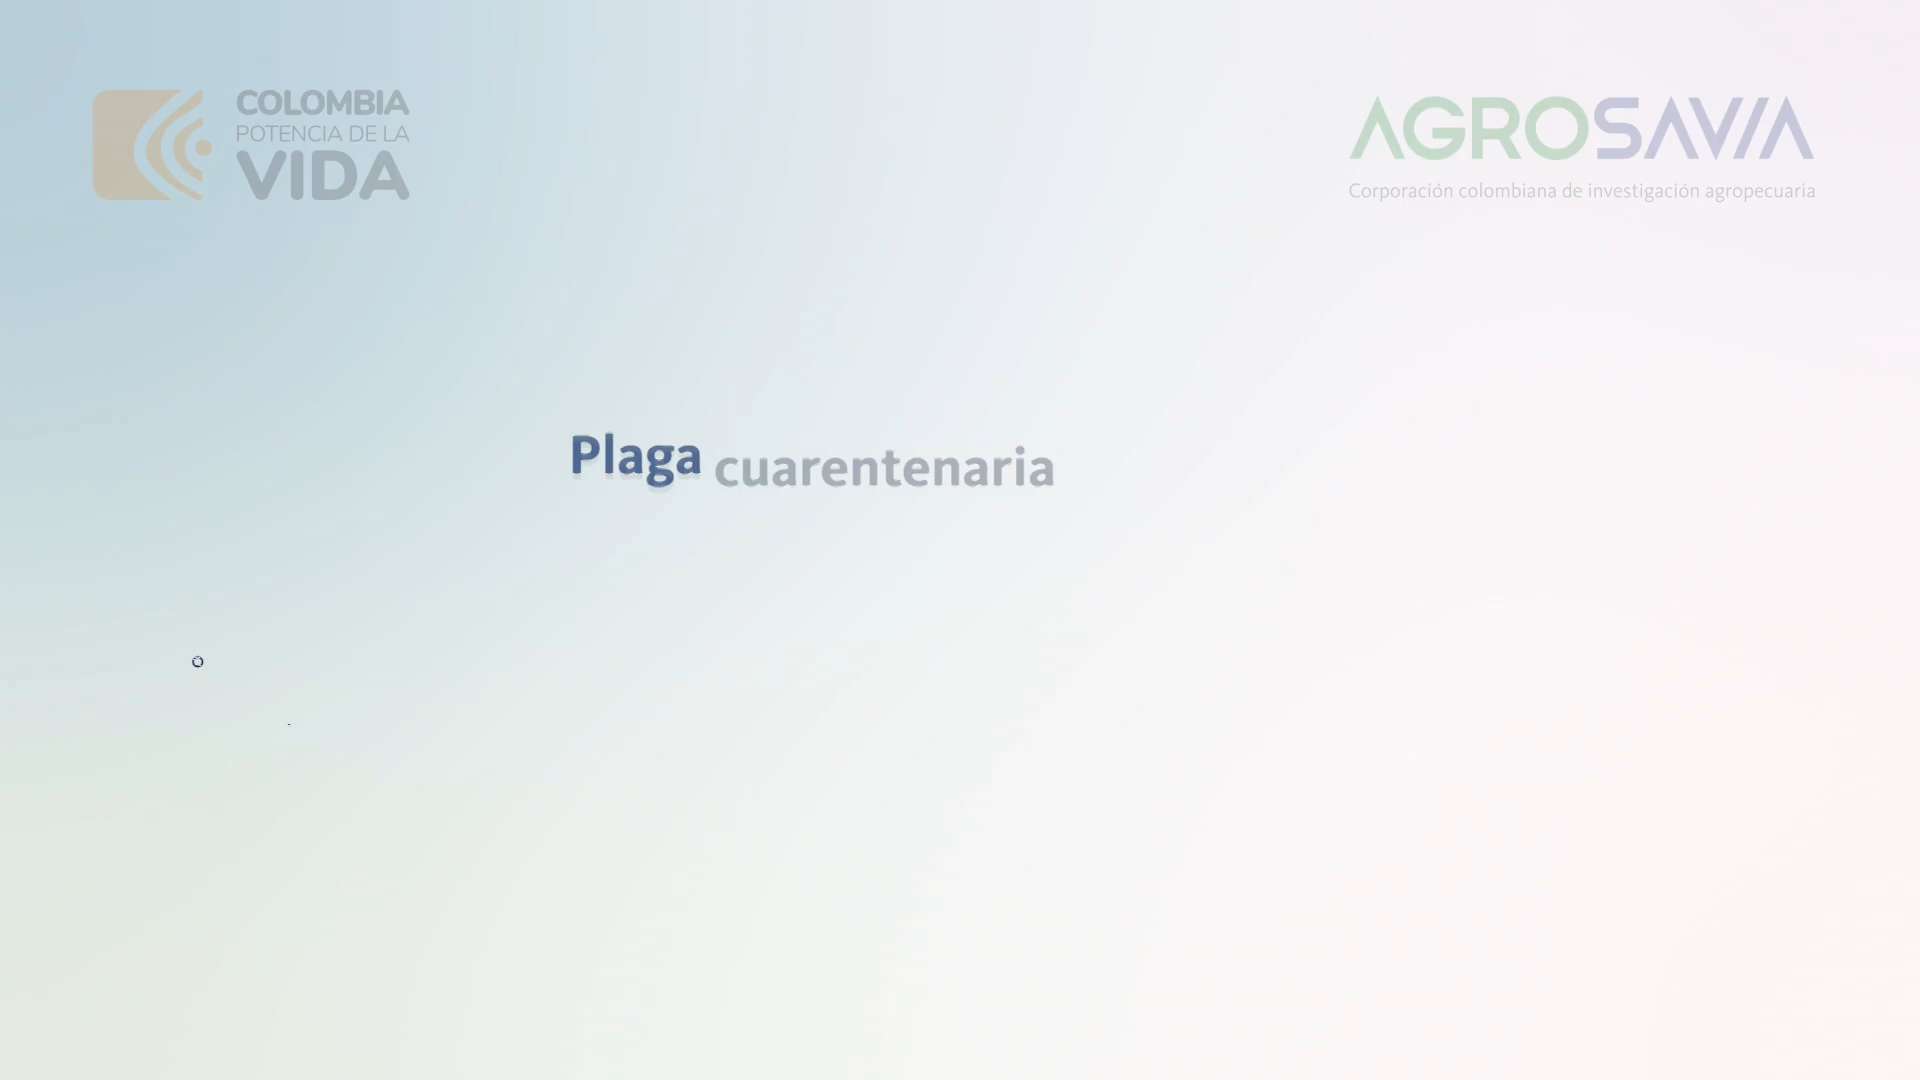 COLOMBIA
POTENCIA DE LA
VIDA
AGROSAVIA
Corporación colombiana de investigación agropecuaria
Plaga cuarentenaria